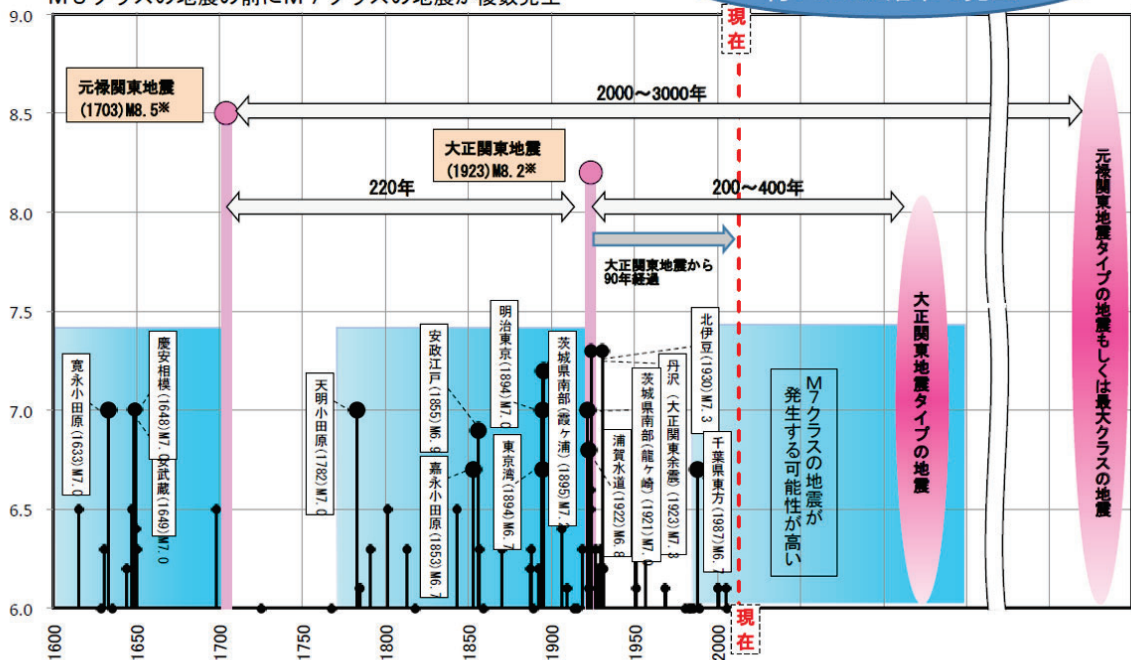 9.0
8.5
8.0
7.5
7.0
6.5
6.0
現在
元禄関東地震
(1703)M8.5※
2000～3000年
大正関東地震
(1923)M8.2※
220年
200～400年
大正関東地震から
90年経過
寛永小田原(1633)M7.0
慶安相模(1648)M7.0
安武蔵(1649)M7.0
天明小田原(1782)M7.0
安政江戸(1855)M6.9
嘉永小田原(1853)M6.7
明治東京(1894)M7.0
東京湾(1894)M6.7
茨城県南部(霞ヶ浦)(1895)M7.2
浦賀水道(1922)M6.8
茨城県南部(龍ヶ崎)(1921)M7.0
丹沢(大正関東余震)(1923)M7.3
北伊豆(1930)M7.3
千葉県東方(1987)M6.7
M7クラスの地震が
発生する可能性が高い
大正関東地震タイプの地震
元禄関東地震タイプの地震もしくは最大クラスの地震
1600
1650
1700
1750
1800
1850
1900
1950
2000
現在